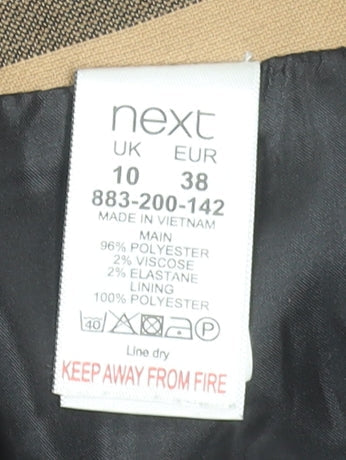 next
UK EUR
10 38
883-200-142
MADE IN VIETNAM
MAIN
96% POLYESTER
2% VISCOSE
2% ELASTANE
LINING
100% POLYESTER
40 P
Line dry
KEEP AWAY FROM FIRE